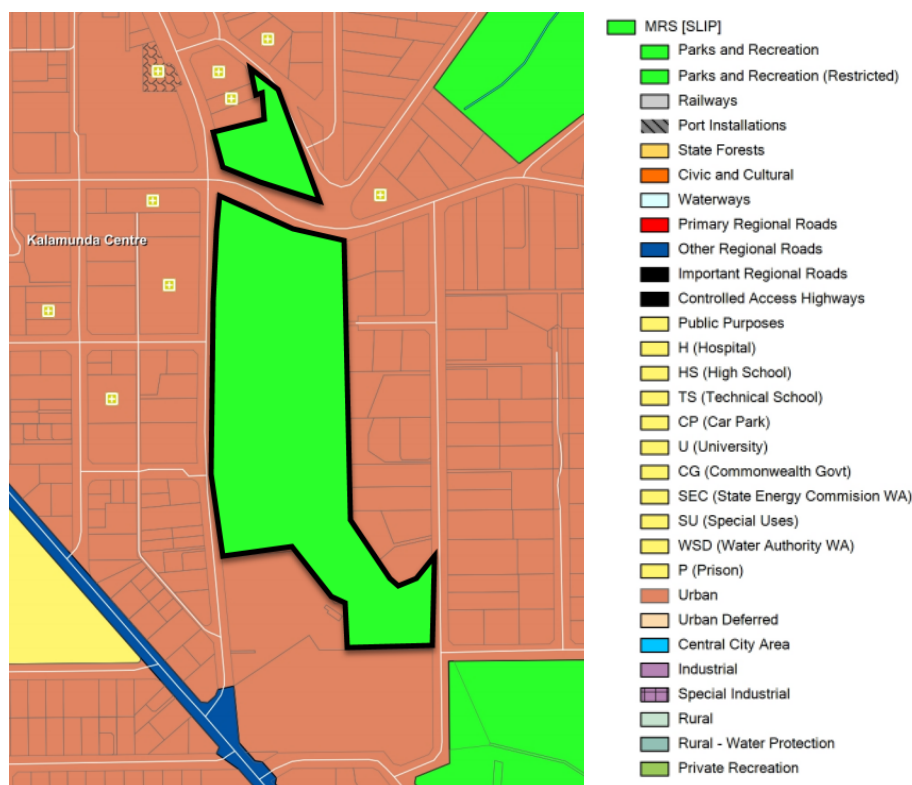 Kalamunda Centre
MRS [SLIP]
Parks and Recreation
Parks and Recreation (Restricted)
Railways
Port Installations
State Forests
Civic and Cultural
Waterways
Primary Regional Roads
Other Regional Roads
Important Regional Roads
Controlled Access Highways
Public Purposes
H (Hospital)
HS (High School)
TS (Technical School)
CP (Car Park)
U (University)
CG (Commonwealth Govt)
SEC (State Energy Commision WA)
SU (Special Uses)
WSD (Water Authority WA)
P (Prison)
Urban
Urban Deferred
Central City Area
Industrial
Special Industrial
Rural
Rural - Water Protection
Private Recreation